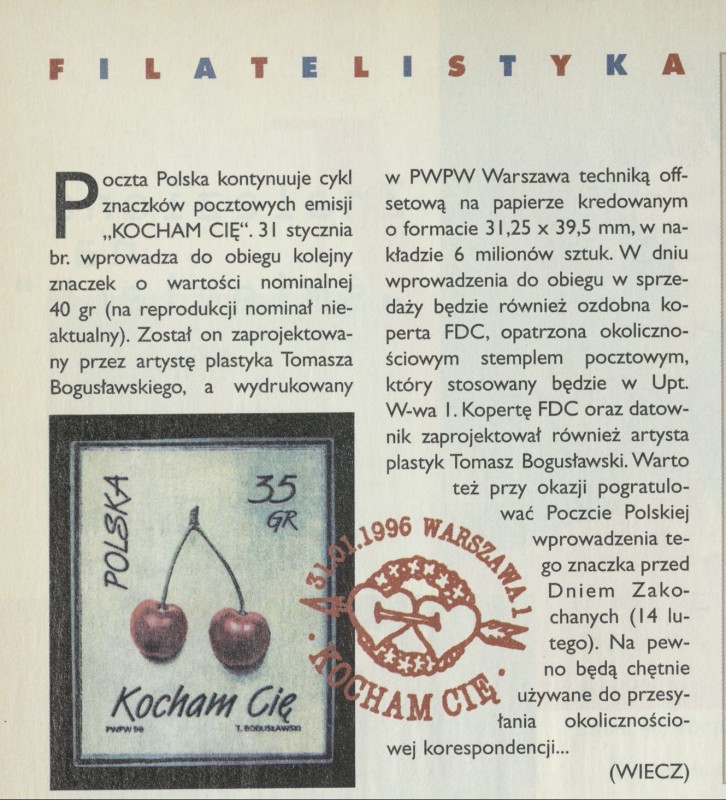 FILATELISTYKA
Poczta Polska kontynuuje cykl
znaczków pocztowych emisji
„KOCHAM CIĘ“. 31 stycznia
br. wprowadza do obiegu kolejny
znaczek o wartości nominalnej
40 gr (na reprodukcji nominał nie-
aktualny). Został on zaprojektowa-
ny przez artystę plastyka Tomasza
Bogusławskiego, a wydrukowany
w PWPW Warszawa techniką off-
setową na papierze kredowanym
o formacie 31,25 x 39,5 mm, w na-
kładzie 6 milionów sztuk. W dniu
wprowadzenia do obiegu w sprze-
daży będzie również ozdobna ko-
perta FDC, opatrzona okoliczno-
ściowym stemplem pocztowym,
który stosowany będzie w Upt.
W-wa 1. Kopertę FDC oraz datow-
nik zaprojektował również artysta
plastyk Tomasz Bogusławski. Warto
też przy okazji pogratulo-
wać Poczcie Polskiej
wprowadzenia te-
go znaczka przed
Dniem Zako-
chanych (14 lu-
tego). Na pew-
no będą chętnie
używane do przesy-
łania okolicznościo-
wej korespondencji...
(WIECZ)
POLSKA
35
GR
Kocham Cię
PWPW 96
T. BOGUSŁAWSKI
31.01.1996 WARSZAWA 1
· KOCHAM CIĘ ·